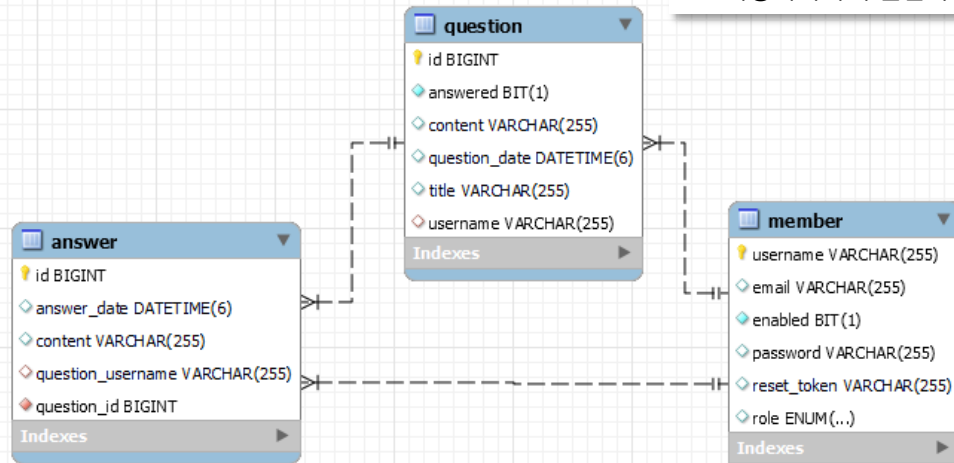 question
id BIGINT
answered BIT(1)
content VARCHAR(255)
question_date DATETIME(6)
title VARCHAR(255)
username VARCHAR(255)
Indexes
answer
id BIGINT
answer_date DATETIME(6)
content VARCHAR(255)
question_username VARCHAR(255)
question_id BIGINT
Indexes
member
username VARCHAR(255)
email VARCHAR(255)
enabled BIT(1)
password VARCHAR(255)
reset_token VARCHAR(255)
role ENUM(...)
Indexes